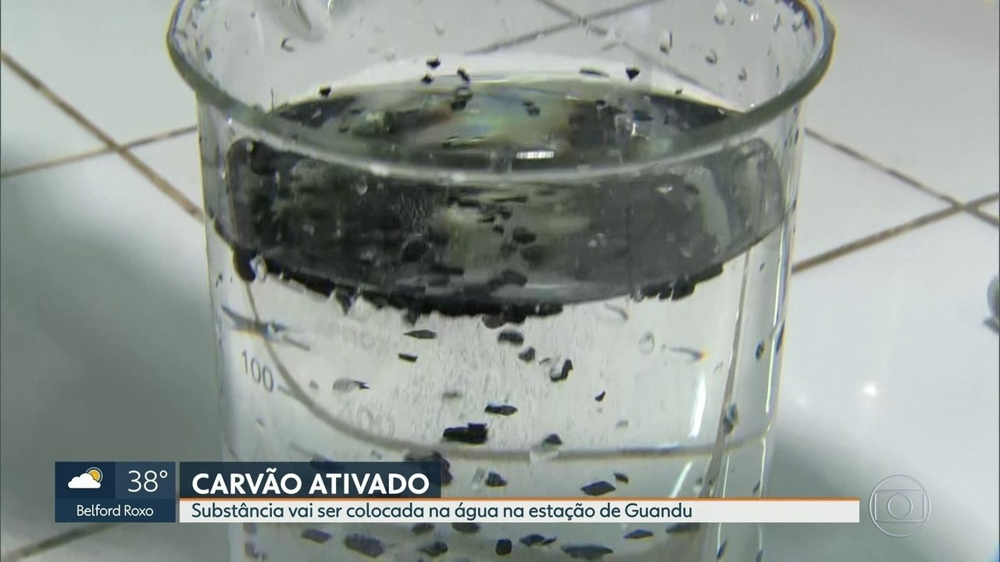 100
38°
CARVÃO ATIVADO
Belford Roxo
Substância vai ser colocada na água na estação de Guandu